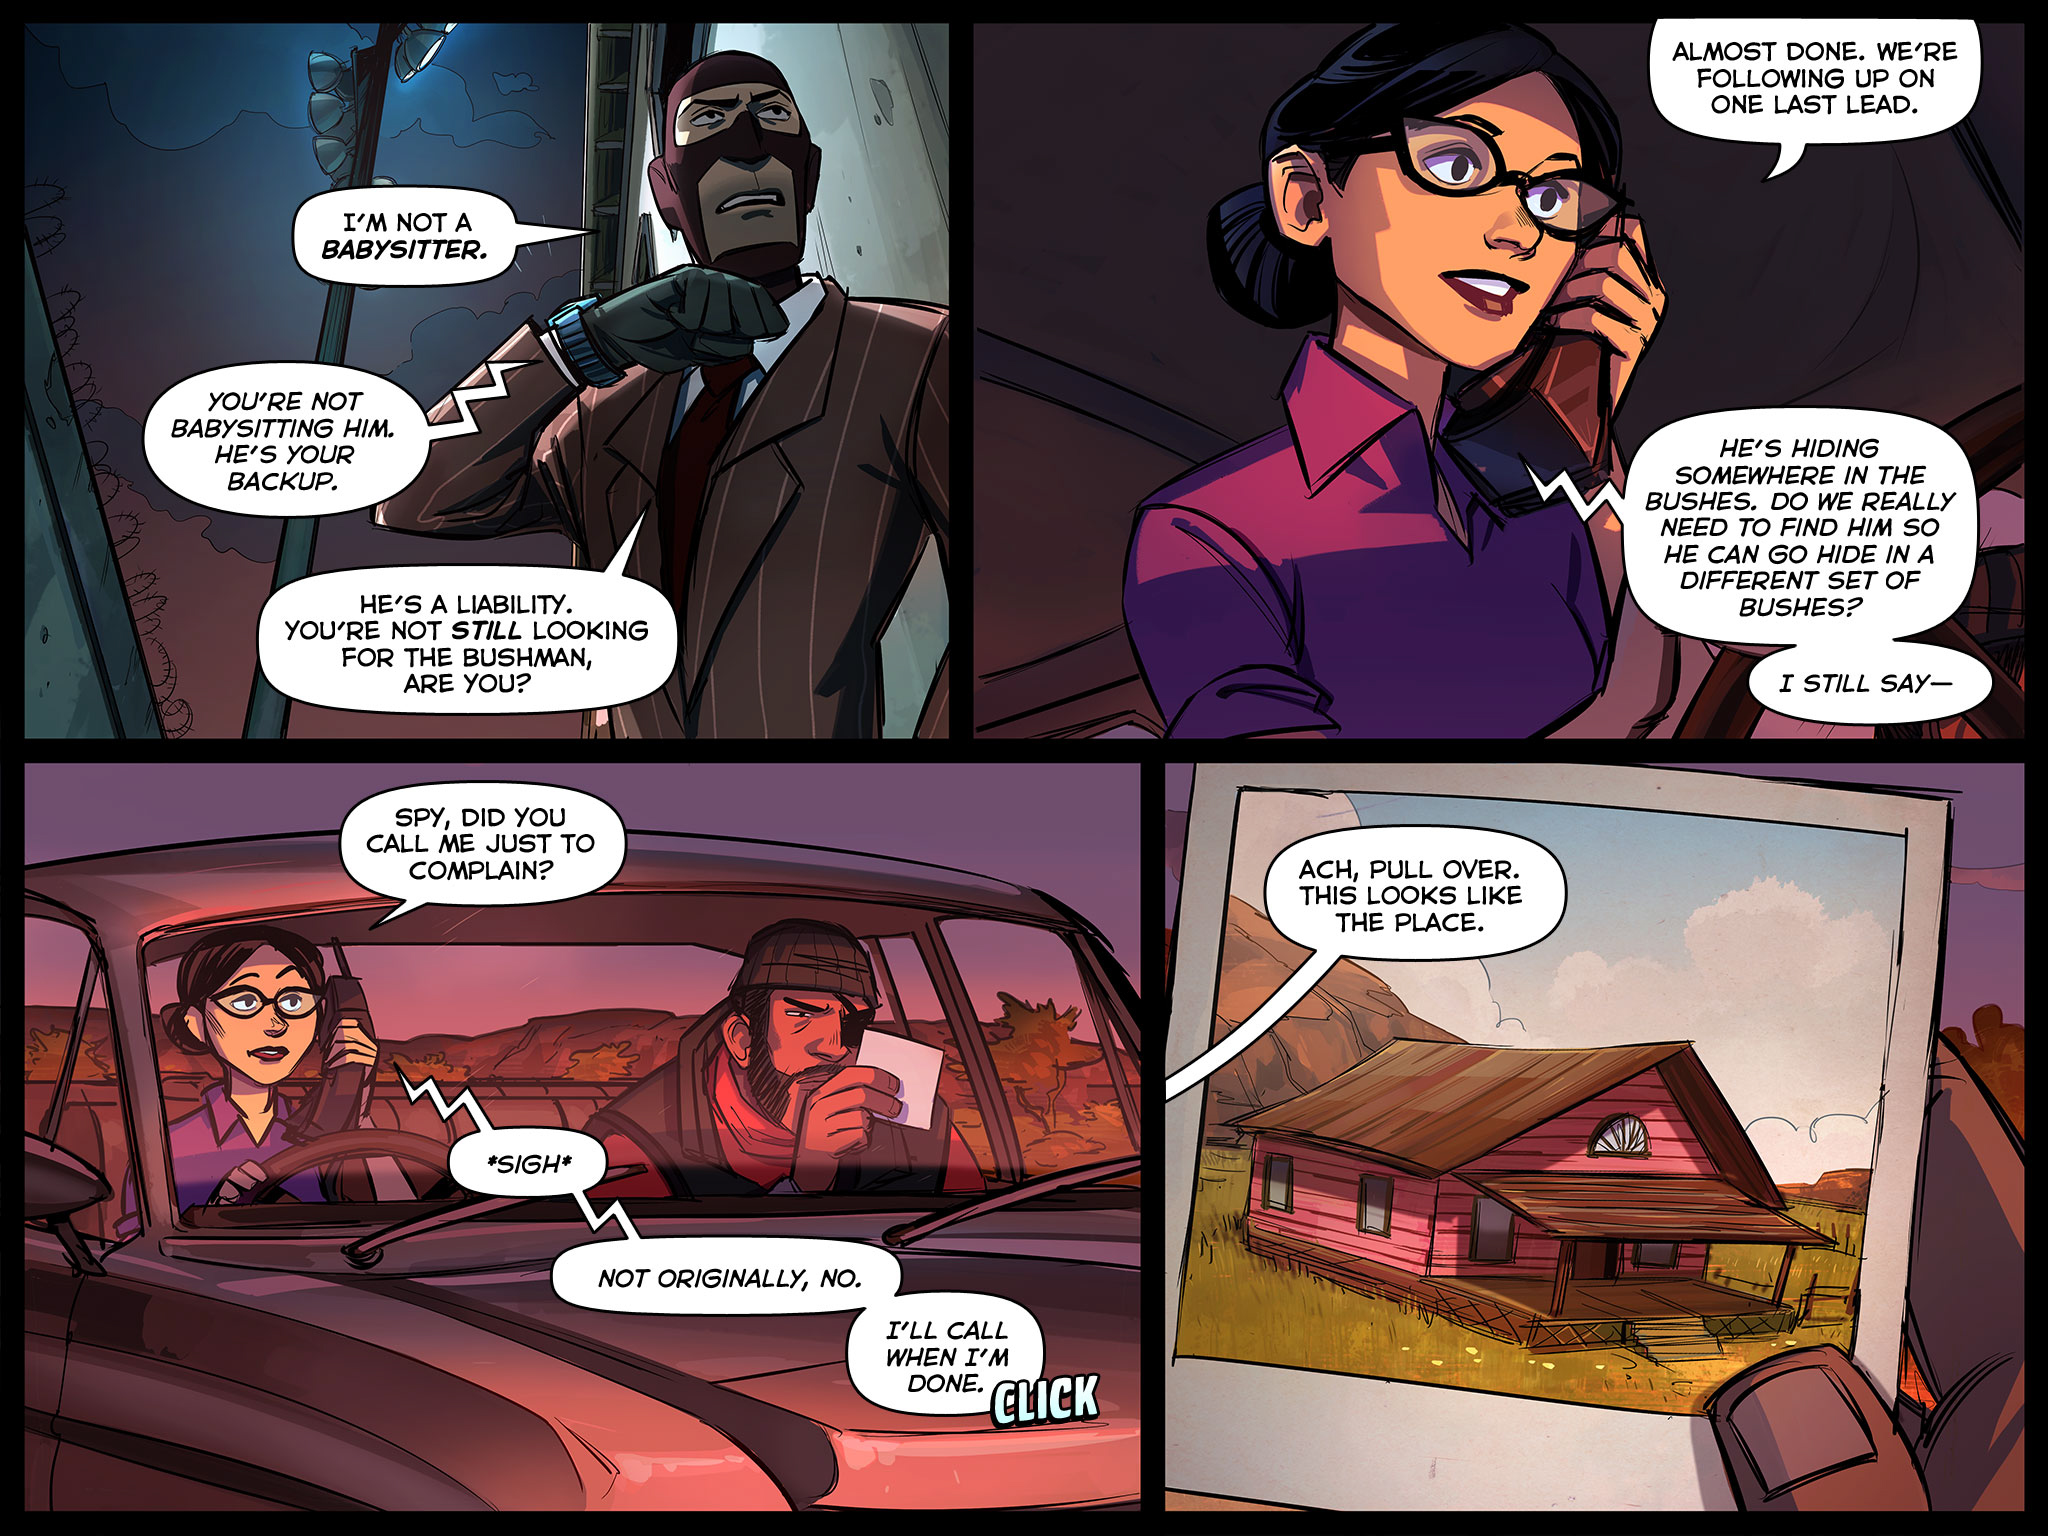 I'M NOT A
BABYSITTER.
YOU'RE NOT
BABYSITTING HIM.
HE'S YOUR
BACKUP.
HE'S A LIABILITY.
YOU'RE NOT STILL LOOKING
FOR THE BUSHMAN,
ARE YOU?
ALMOST DONE. WE'RE
FOLLOWING UP ON
ONE LAST LEAD.
HE'S HIDING
SOMEWHERE IN THE
BUSHES. DO WE REALLY
NEED TO FIND HIM SO
HE CAN GO HIDE IN A
DIFFERENT SET OF
BUSHES?
I STILL SAY—
SPY, DID YOU
CALL ME JUST TO
COMPLAIN?
*SIGH*
NOT ORIGINALLY, NO.
I'LL CALL
WHEN I'M
DONE.
CLICK
ACH, PULL OVER.
THIS LOOKS LIKE
THE PLACE.